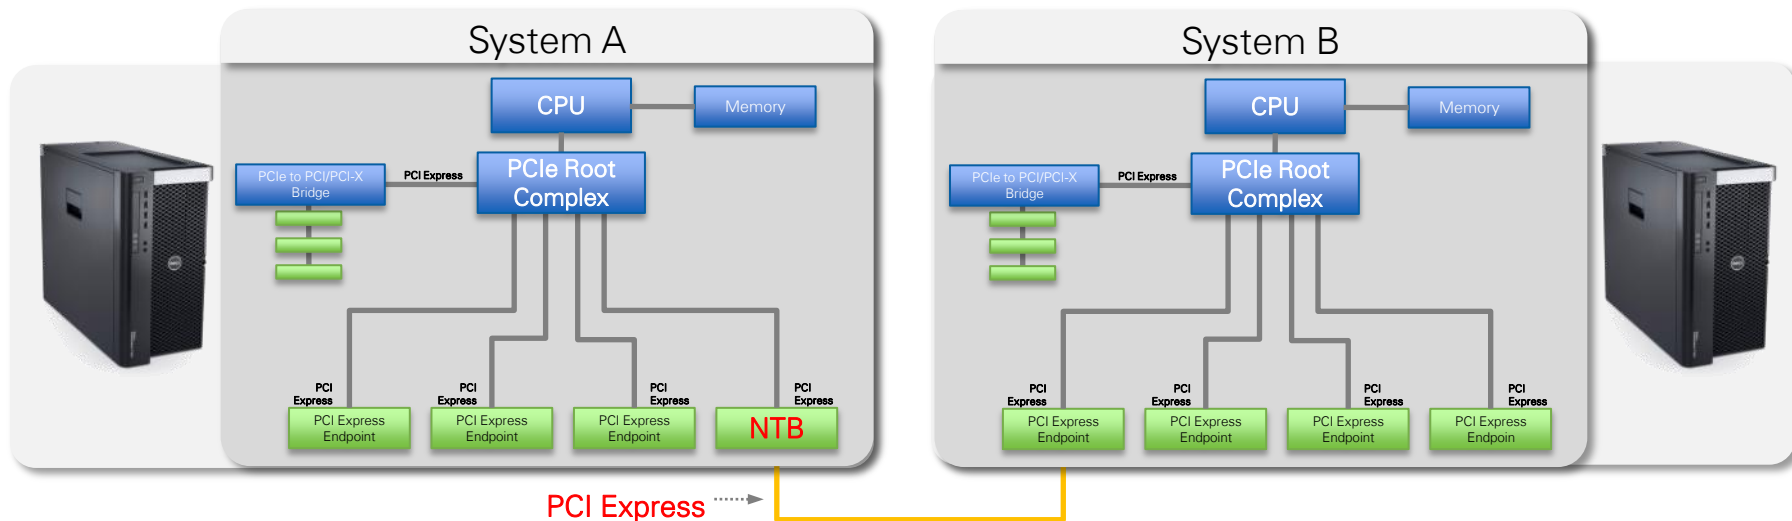 System A
CPU
Memory
PCIe to PCI/PCI-X
Bridge
PCI Express
PCIe Root
Complex
PCI
Express
PCI
Express
PCI
Express
PCI
Express
PCI Express
Endpoint
PCI Express
Endpoint
PCI Express
Endpoint
NTB
System B
CPU
Memory
PCIe to PCI/PCI-X
Bridge
PCI Express
PCIe Root
Complex
PCI
Express
PCI
Express
PCI
Express
PCI
Express
PCI Express
Endpoint
PCI Express
Endpoint
PCI Express
Endpoint
PCI Express
Endpoin
PCI Express